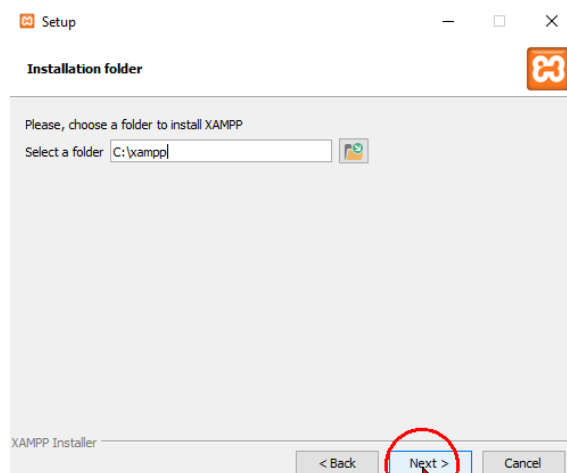 Setup
Installation folder
Please, choose a folder to install XAMPP
Select a folder C:\xampp
XAMPP Installer
< Back Next > Cancel